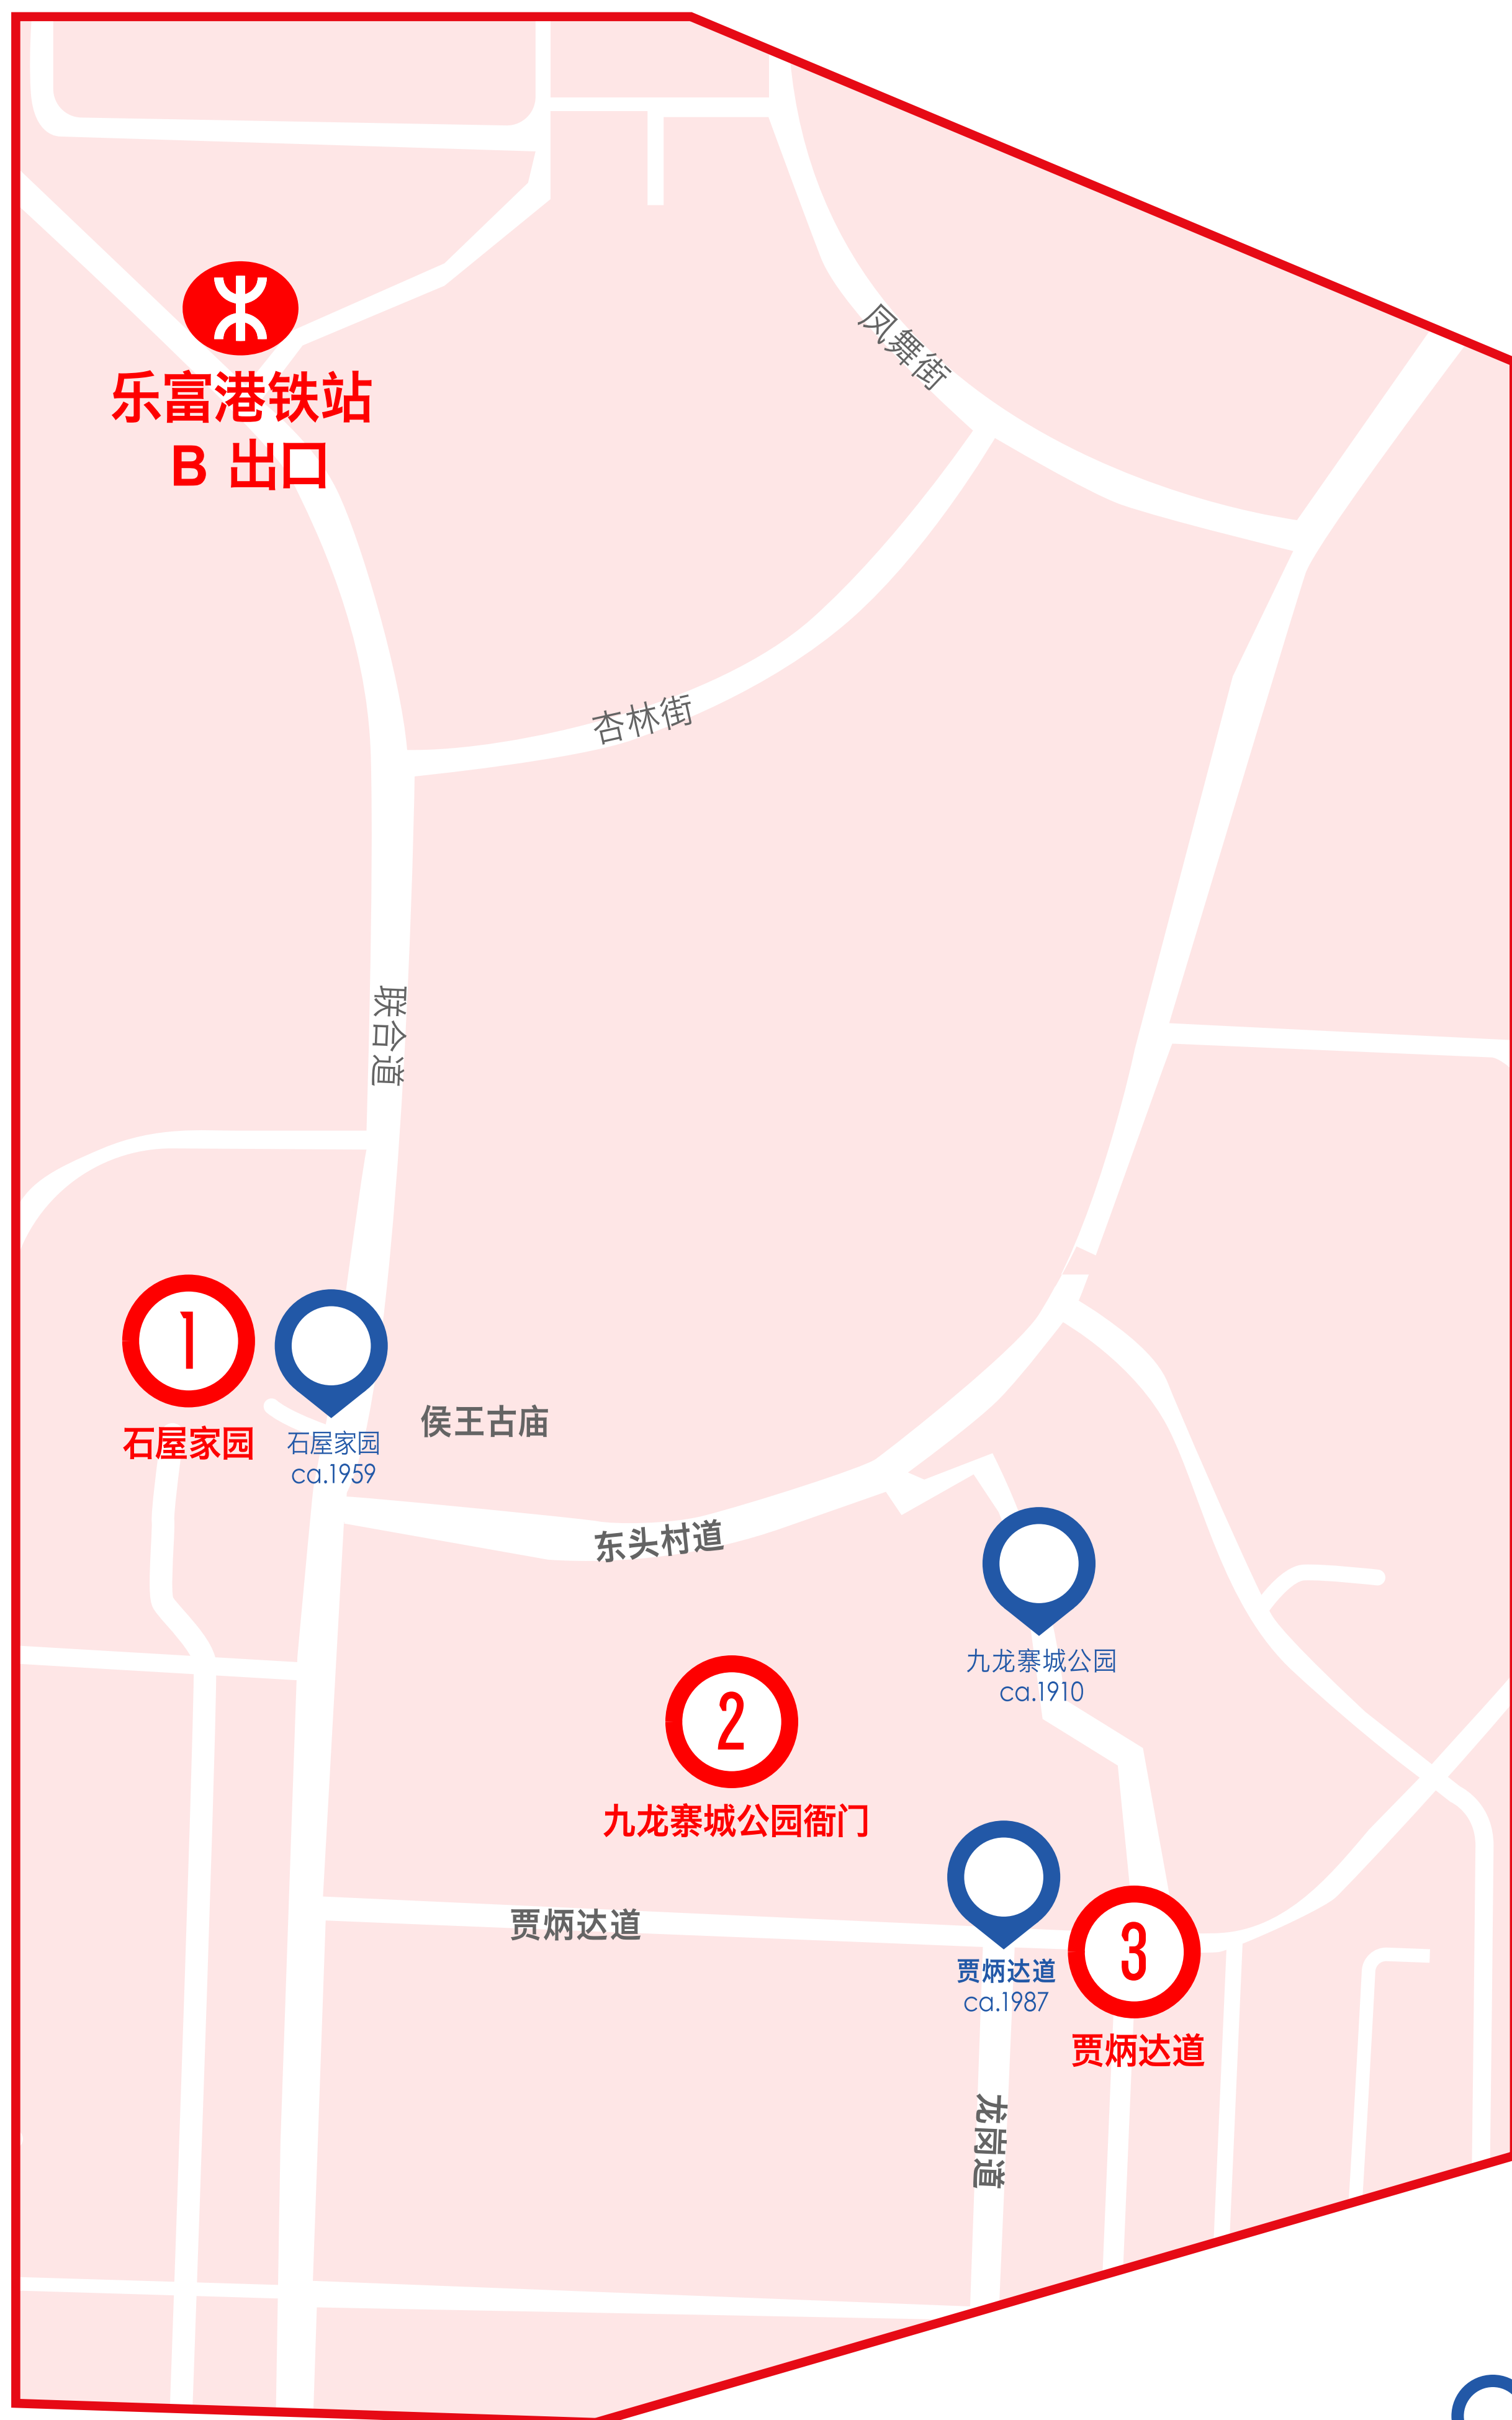 乐富港铁站
B 出口
凤舞街
杏林街
联合道
1
石屋家园
石屋家园
ca.1959
侯王古庙
东头村道
九龙寨城公园
ca.1910
2
九龙寨城公园衙门
贾炳达道
贾炳达道
ca.1987
3
贾炳达道
龙岗道